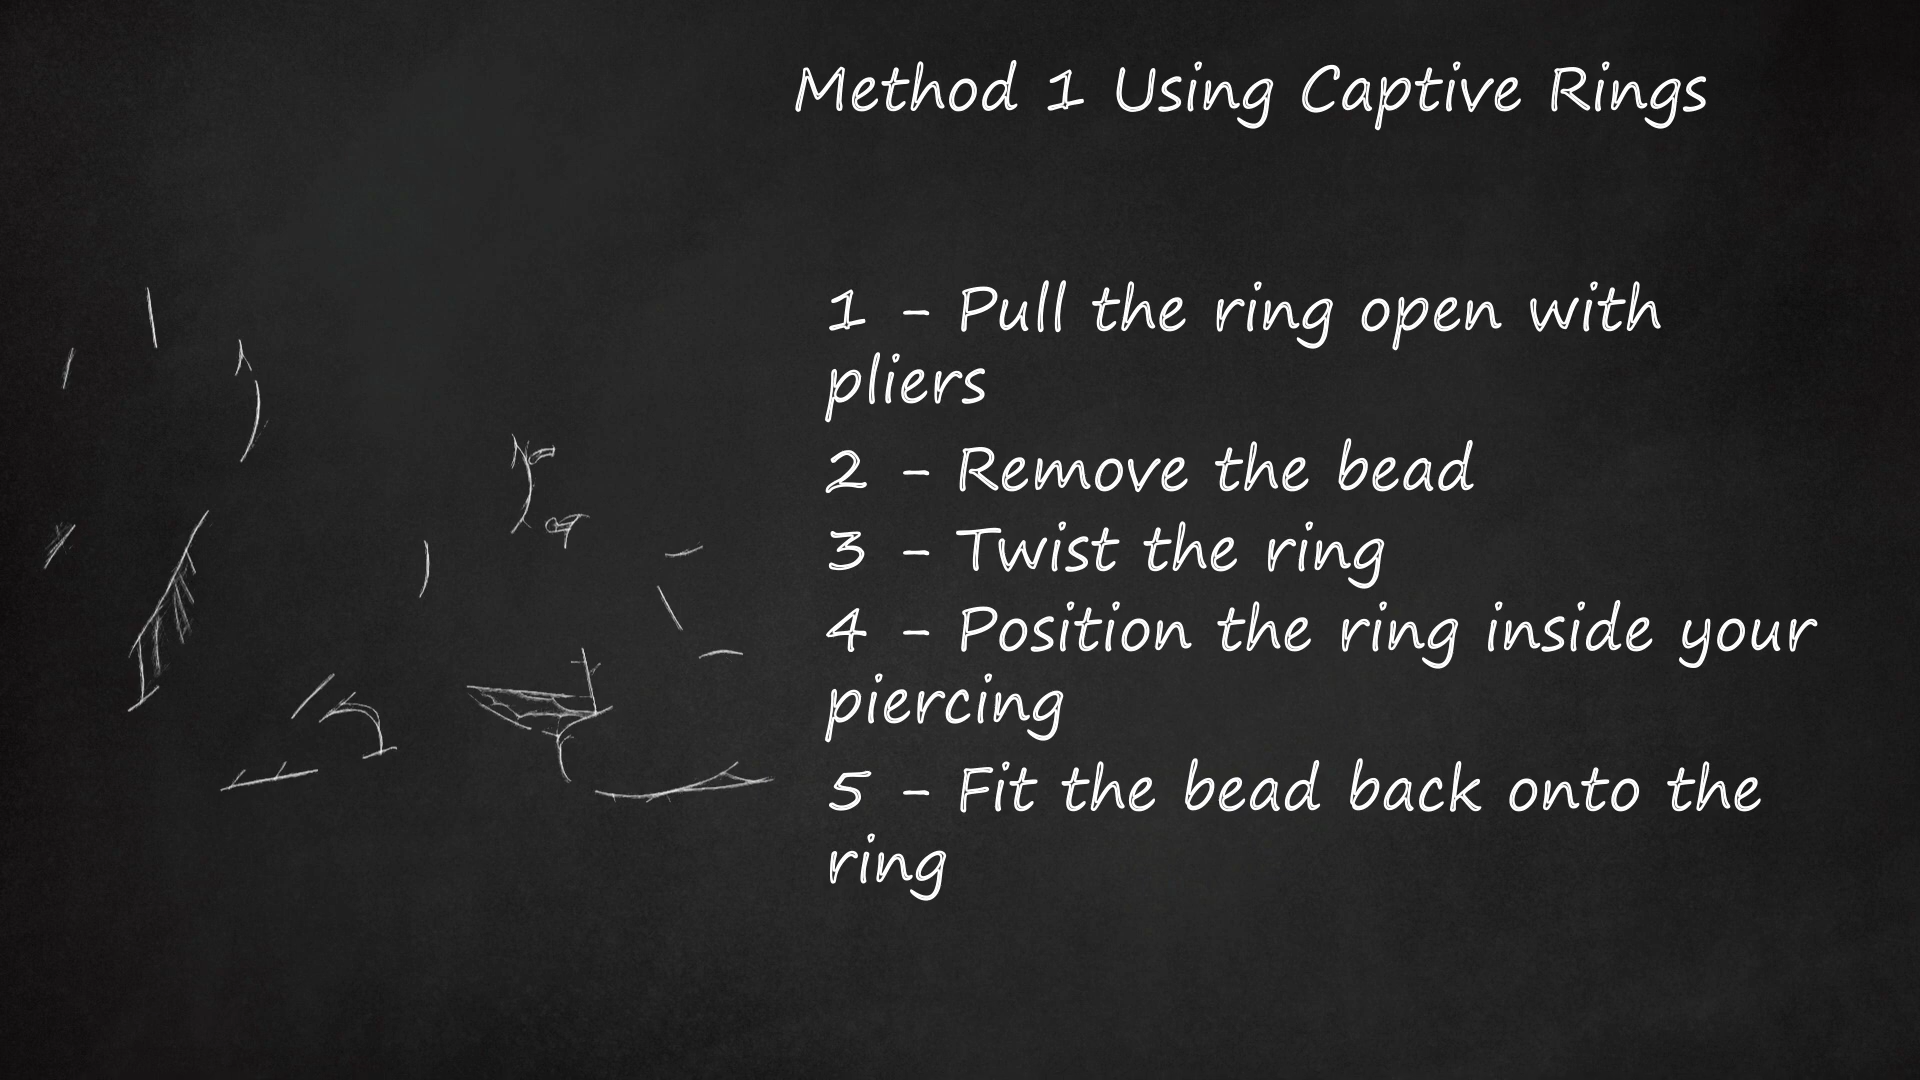 Method 1 Using Captive Rings
1 - Pull the ring open with
pliers
2 - Remove the bead
3 - Twist the ring
4 - Position the ring inside your
piercing
5 - Fit the bead back onto the
ring